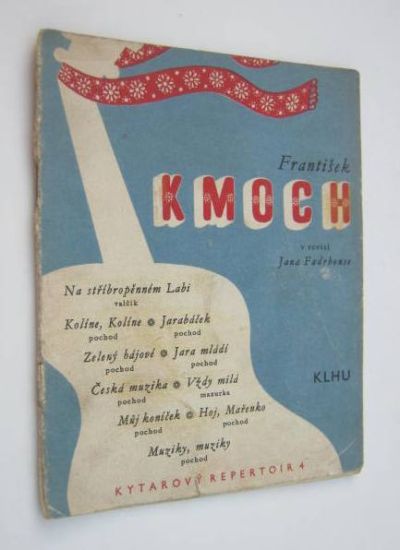 František
KMOCH
v revisi
Jana Fadrhonse
Na stříbropěnném Labi
valčík
Kolíne, Kolíne Jarabáček
pochod pochod
Zelený hájové Jara mládí
pochod pochod
Česká muzika Vždy milá
pochod mazurka
Můj koníček Hoj, Mařenko
pochod pochod
Muziky, muziky
pochod
KLHU
KYTAROVÝ REPERTOIR 4